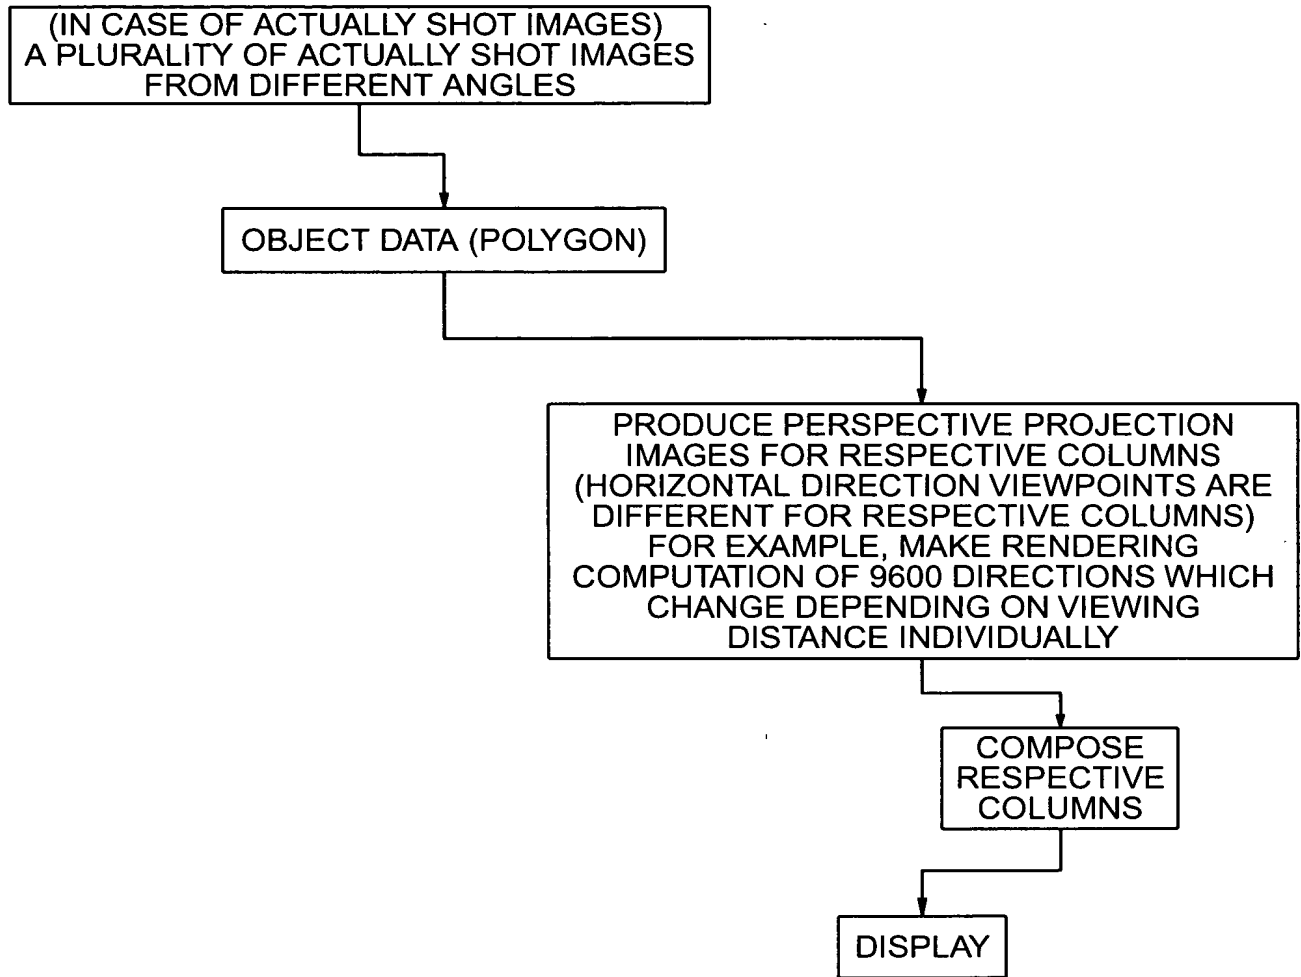 (IN CASE OF ACTUALLY SHOT IMAGES)
A PLURALITY OF ACTUALLY SHOT IMAGES
FROM DIFFERENT ANGLES
OBJECT DATA (POLYGON)
PRODUCE PERSPECTIVE PROJECTION
IMAGES FOR RESPECTIVE COLUMNS
(HORIZONTAL DIRECTION VIEWPOINTS ARE
DIFFERENT FOR RESPECTIVE COLUMNS)
FOR EXAMPLE, MAKE RENDERING
COMPUTATION OF 9600 DIRECTIONS WHICH
CHANGE DEPENDING ON VIEWING
DISTANCE INDIVIDUALLY
COMPOSE
RESPECTIVE
COLUMNS
DISPLAY